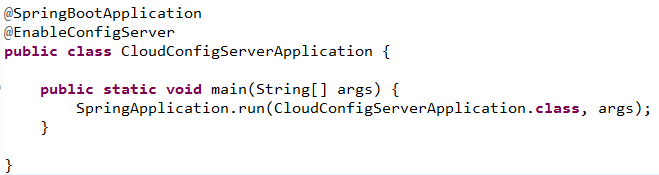 @SpringBootApplication
@EnableConfigServer
public class CloudConfigServerApplication {
public static void main(String[] args) {
SpringApplication.run(CloudConfigServerApplication.class, args);
}
}